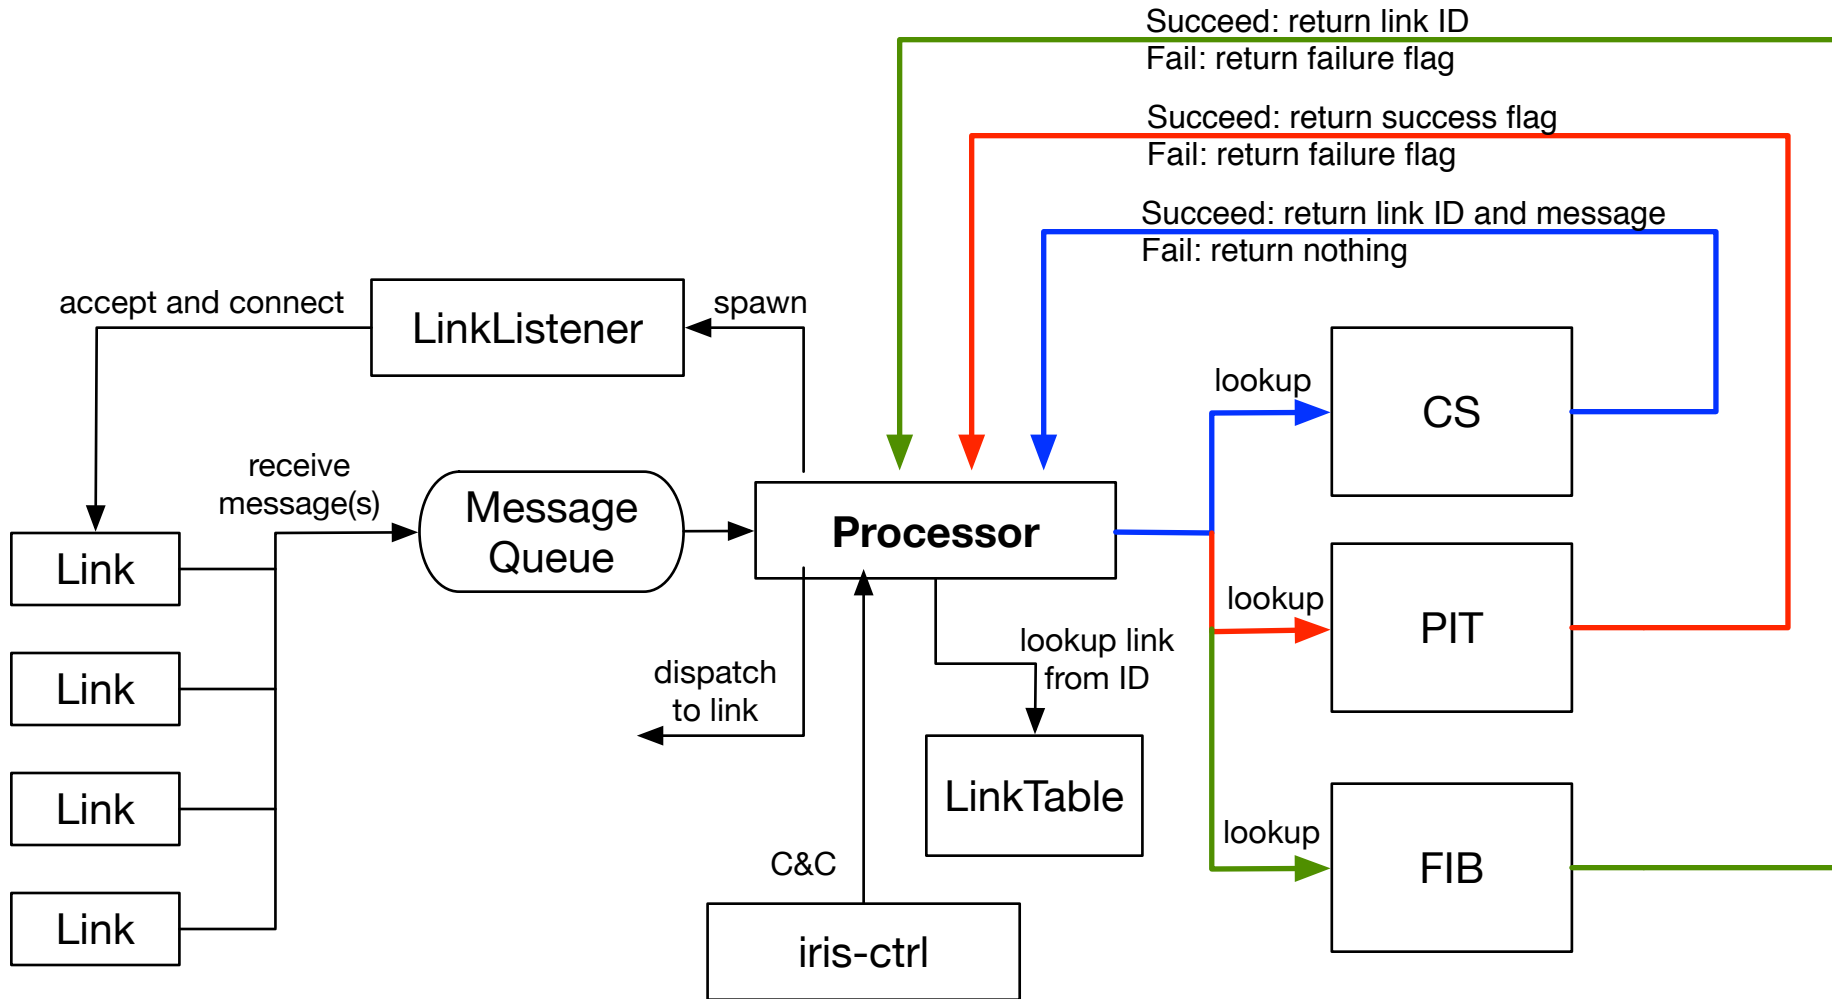 Succeed: return link ID
Fail: return failure flag
Succeed: return success flag
Fail: return failure flag
Succeed: return link ID and message
Fail: return nothing
accept and connect
LinkListener
spawn
lookup
CS
receive
message(s)
Message
Queue
Processor
Link
lookup
PIT
lookup link
from ID
dispatch
to link
Link
LinkTable
Link
lookup
FIB
C&C
Link
iris-ctrl